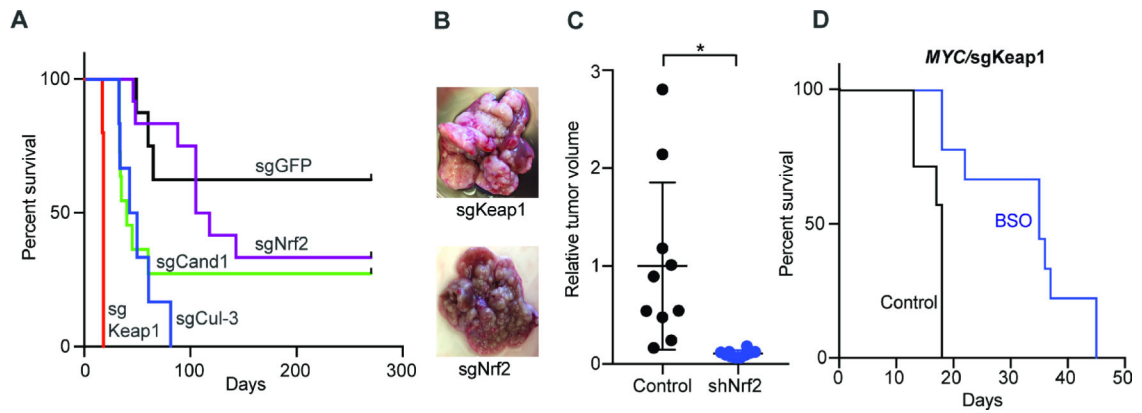 A
Percent survival
100
50
0
sgGFP
sgNrf2
sgCand1
sgCul-3
sg
Keap1
0
100
200
300
Days
B
sgKeap1
sgNrf2
C
*
Relative tumor volume
3
2
1
0
Control
shNrf2
D
MYC/sgKeap1
Percent survival
100
50
0
BSO
Control
0
10
20
30
40
50
Days